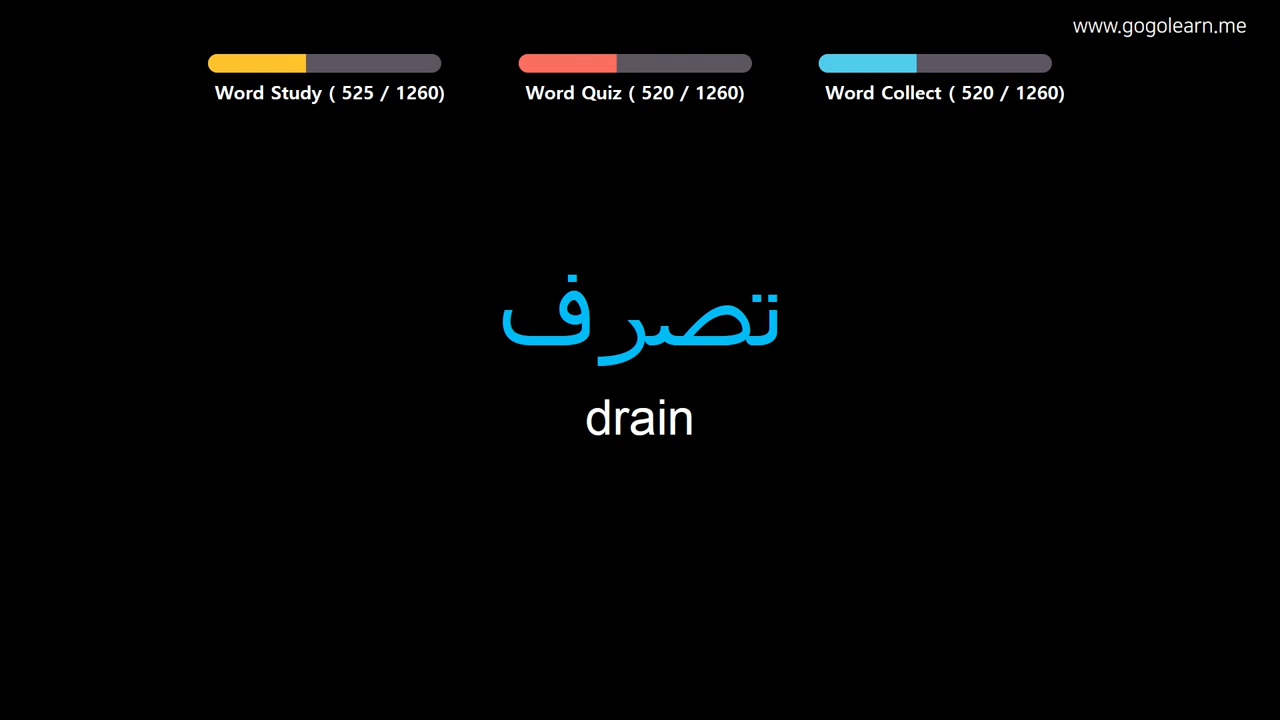 www.gogolearn.me
Word Study ( 525 / 1260)
Word Quiz ( 520 / 1260)
Word Collect ( 520 / 1260)
تصرف
drain